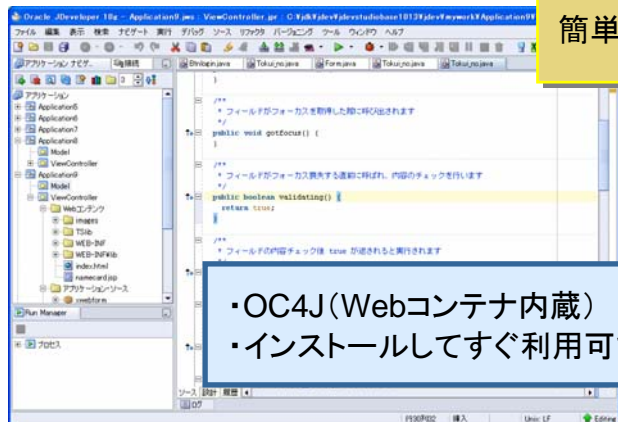 Oracle JDeveloper 10g - Application9.jws : ViewController.jpr : C:¥jdk¥jdev¥jdevstudiobase1013¥jdev¥mywork¥Application9¥
簡単
ファイル 編集 表示 検索 ナビゲート 実行 デバッグ ソース リファクタ バージョニング ツール ウィンドウ ヘルプ
アプリケーション・ナビゲ...
Form.java Tokui_no.java Tokui_no.java
アプリケーション
Application5
Application6
Application7
Application8
Model
ViewController
Application9
Model
ViewController
Webコンテンツ
images
TSlib
WEB-INF
WEB-INF¥lib
index.html
namecard.jsp
アプリケーション・ソース
}
/**
* フィールドがフォーカスを取得した際に呼び出されます
*/
public void gotfocus() {
}
/**
* フィールドがフォーカス喪失する直前に呼ばれ、内容のチェックを行います
*/
public boolean validating() {
return true;
}
/**
* フィールドの内容チェック後 true が返されると実行されます
Run Manager
プロセス
・OC4J（Webコンテナ内蔵）
・インストールしてすぐ利用可
ソース 設計 履歴
ログ
挿入
Editing